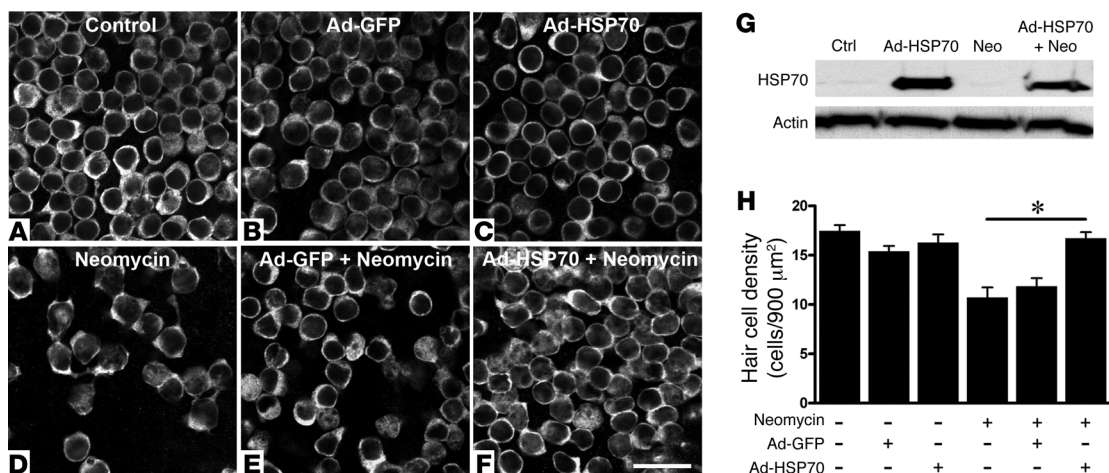 Control
Ad-GFP
Ad-HSP70
A
B
C
Neomycin
Ad-GFP + Neomycin
Ad-HSP70 + Neomycin
D
E
F
G
Ctrl Ad-HSP70 Neo Ad-HSP70
+ Neo
HSP70
Actin
H
Hair cell density
(cells/900 μm²)
20
15
10
5
0
*
Neomycin - - - + + +
Ad-GFP - + - - + -
Ad-HSP70 - - + - - +